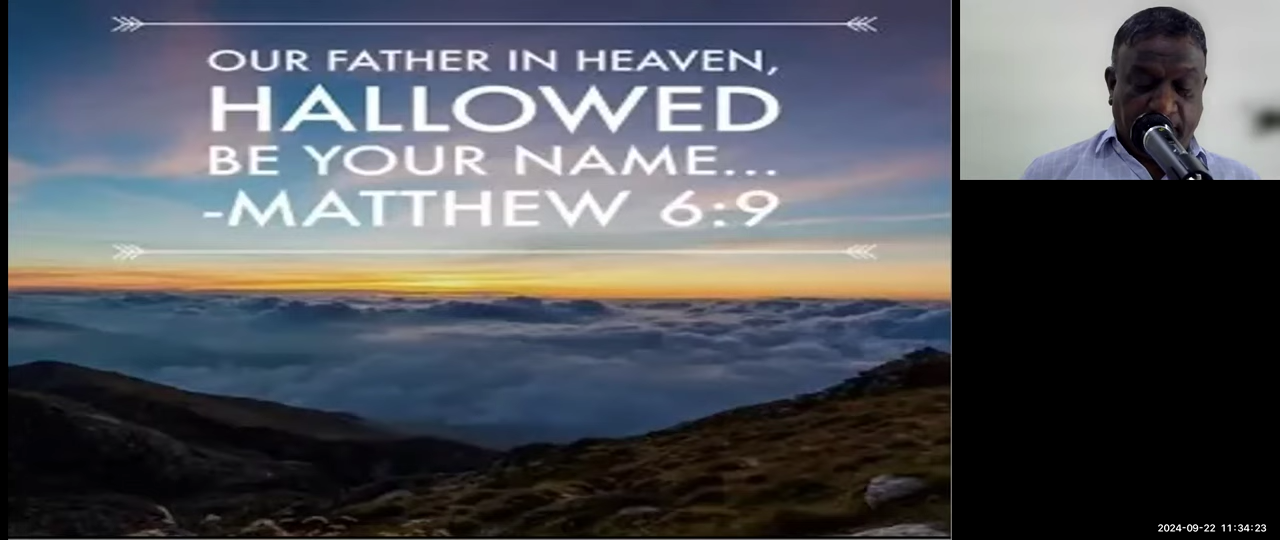 OUR FATHER IN HEAVEN,
HALLOWED
BE YOUR NAME...
-MATTHEW 6:9
2024-09-22 11:34:23